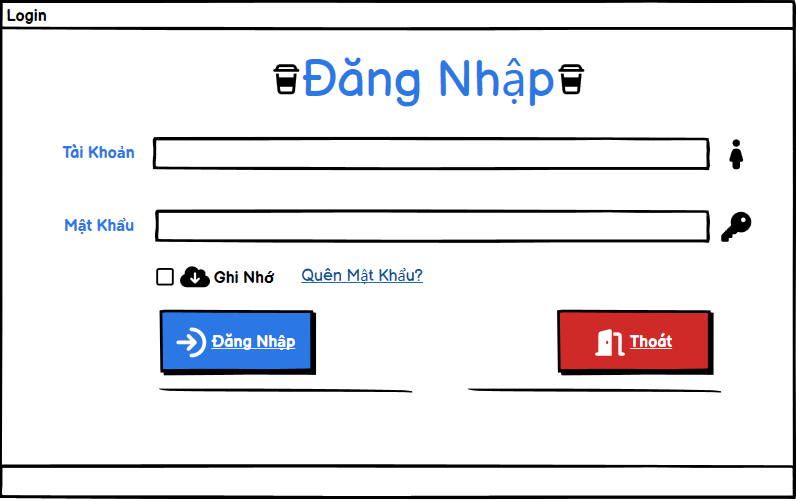 Login
Đăng Nhập
Tài Khoản
Mật Khẩu
Ghi Nhớ Quên Mật Khẩu?
Đăng Nhập Thoát